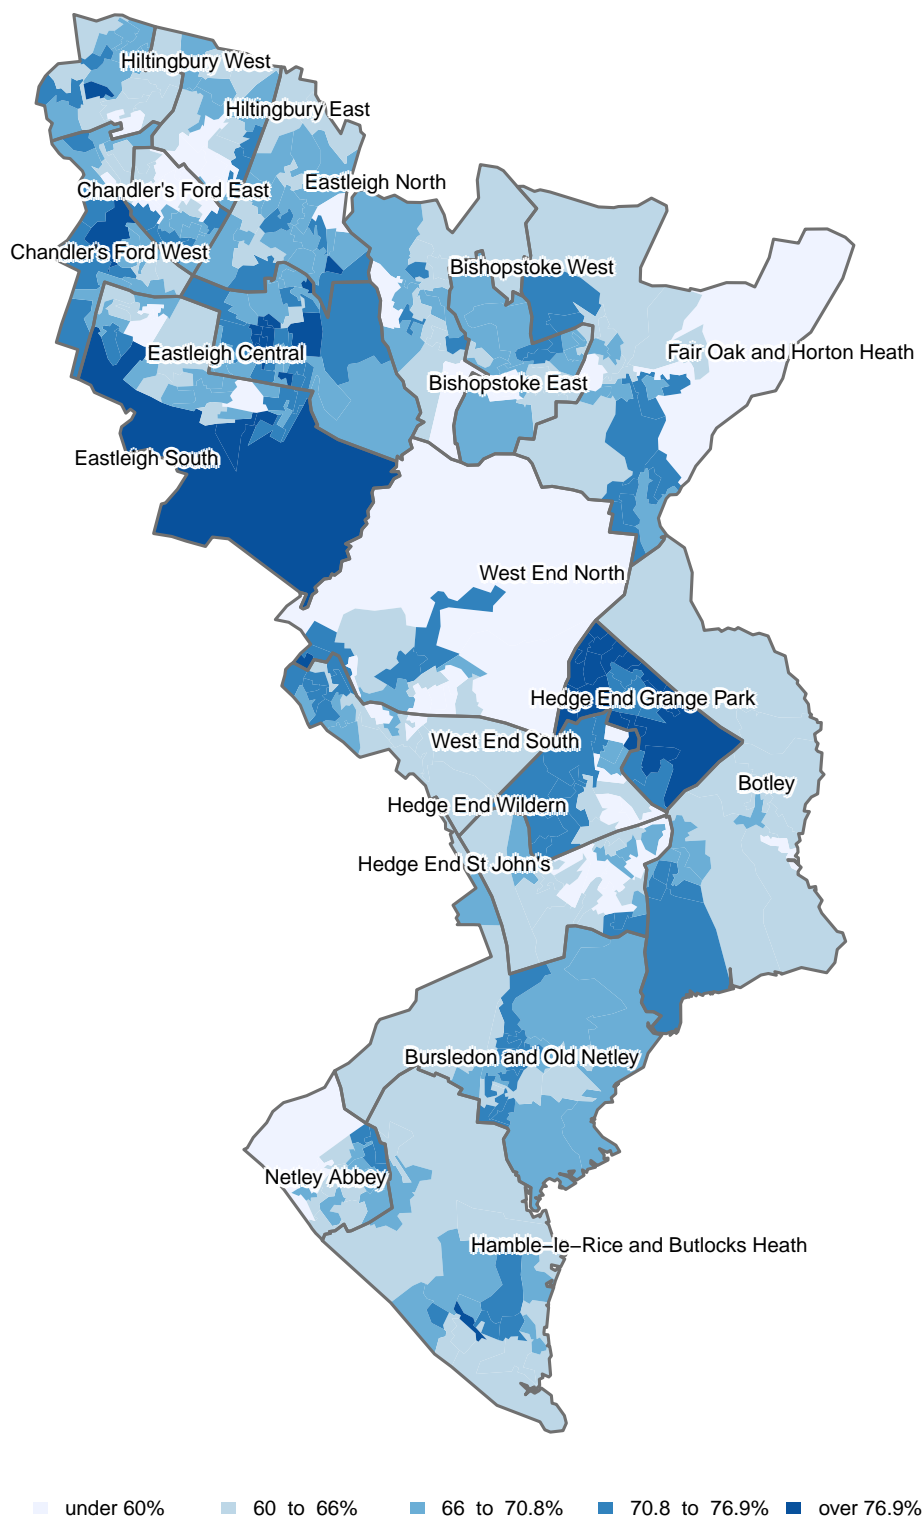 Hiltingbury West
Hiltingbury East
Eastleigh North
Chandler's Ford East
Chandler's Ford West
Bishopstoke West
Eastleigh Central
Fair Oak and Horton Heath
Bishopstoke East
Eastleigh South
West End North
Hedge End Grange Park
West End South
Botley
Hedge End Wildern
Hedge End St John's
Bursledon and Old Netley
Netley Abbey
Hamble−le−Rice and Butlocks Heath
under 60% 60 to 66% 66 to 70.8% 70.8 to 76.9% over 76.9%